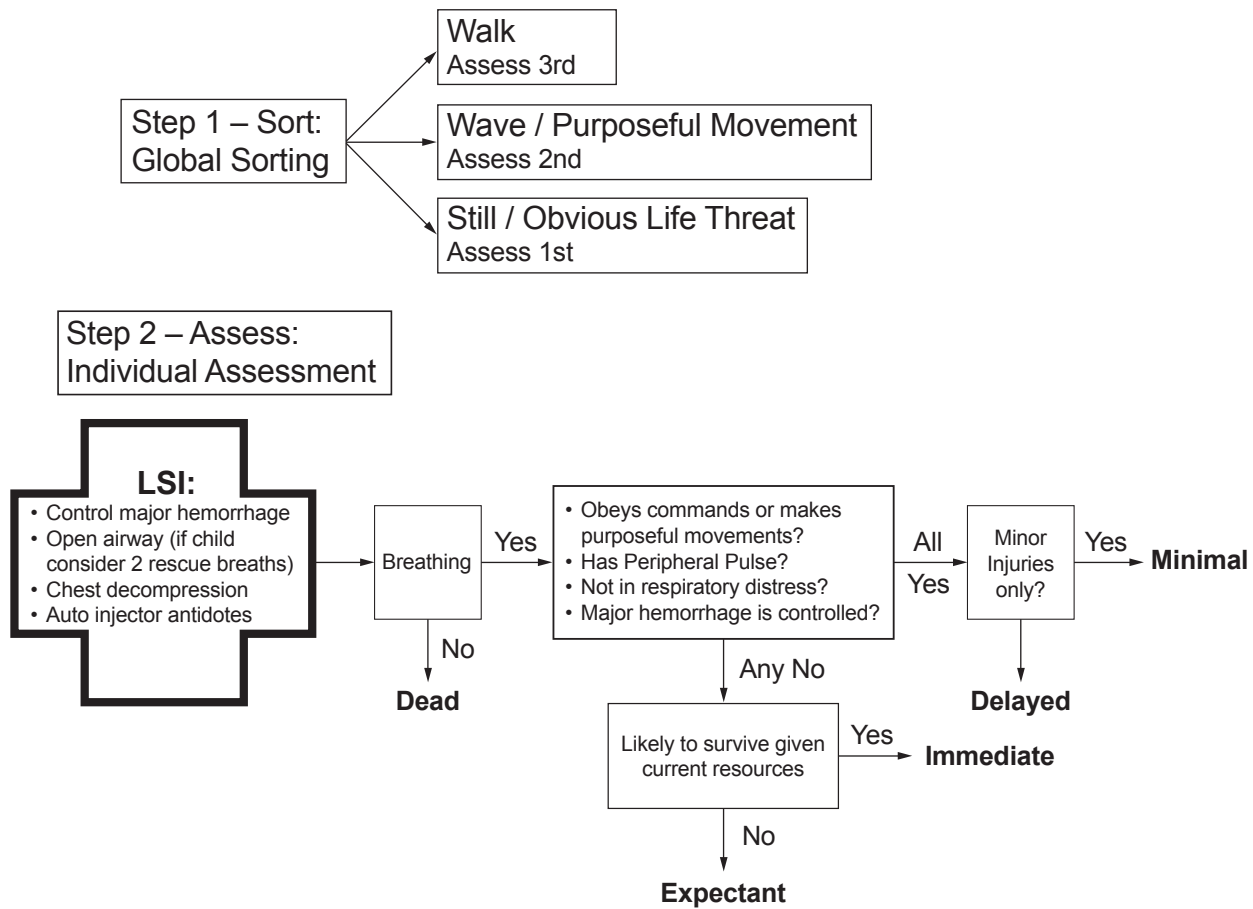 Walk
Assess 3rd
Step 1 – Sort:
Global Sorting
Wave / Purposeful Movement
Assess 2nd
Still / Obvious Life Threat
Assess 1st
Step 2 – Assess:
Individual Assessment
LSI:
• Control major hemorrhage
• Open airway (if child
consider 2 rescue breaths)
• Chest decompression
• Auto injector antidotes
Breathing
Yes
No
Dead
• Obeys commands or makes
purposeful movements?
• Has Peripheral Pulse?
• Not in respiratory distress?
• Major hemorrhage is controlled?
All
Yes
Minor
Injuries
only?
Yes
Minimal
Delayed
Any No
Likely to survive given
current resources
Yes
Immediate
No
Expectant